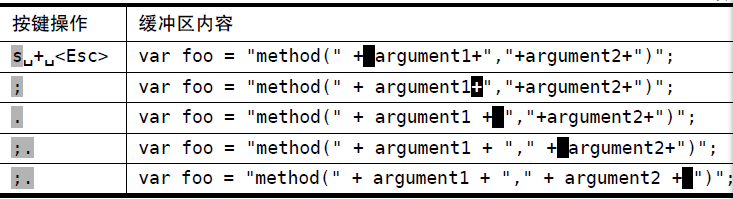 按键操作 缓冲区内容
s␣+␣<Esc> var foo = "method(" + argument1+","+argument2+")";
; var foo = "method(" + argument1+","+argument2+")";
. var foo = "method(" + argument1 + ","+argument2+")";
;. var foo = "method(" + argument1 + "," + argument2+")";
;. var foo = "method(" + argument1 + "," + argument2 + ")";